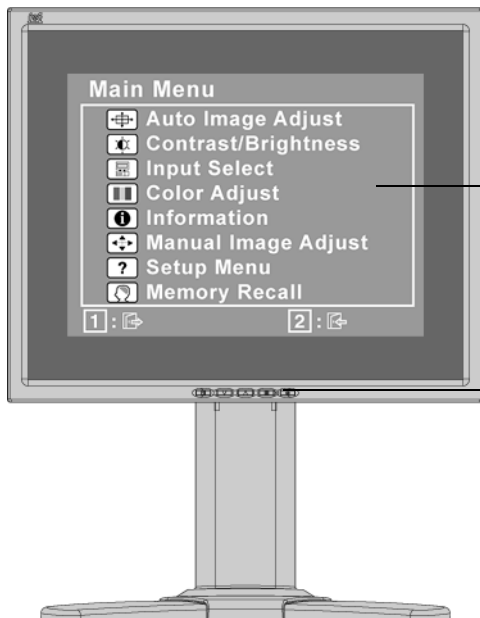 Main Menu
Auto Image Adjust
Contrast/Brightness
Input Select
Color Adjust
Information
Manual Image Adjust
? Setup Menu
Memory Recall
1 : 2 :